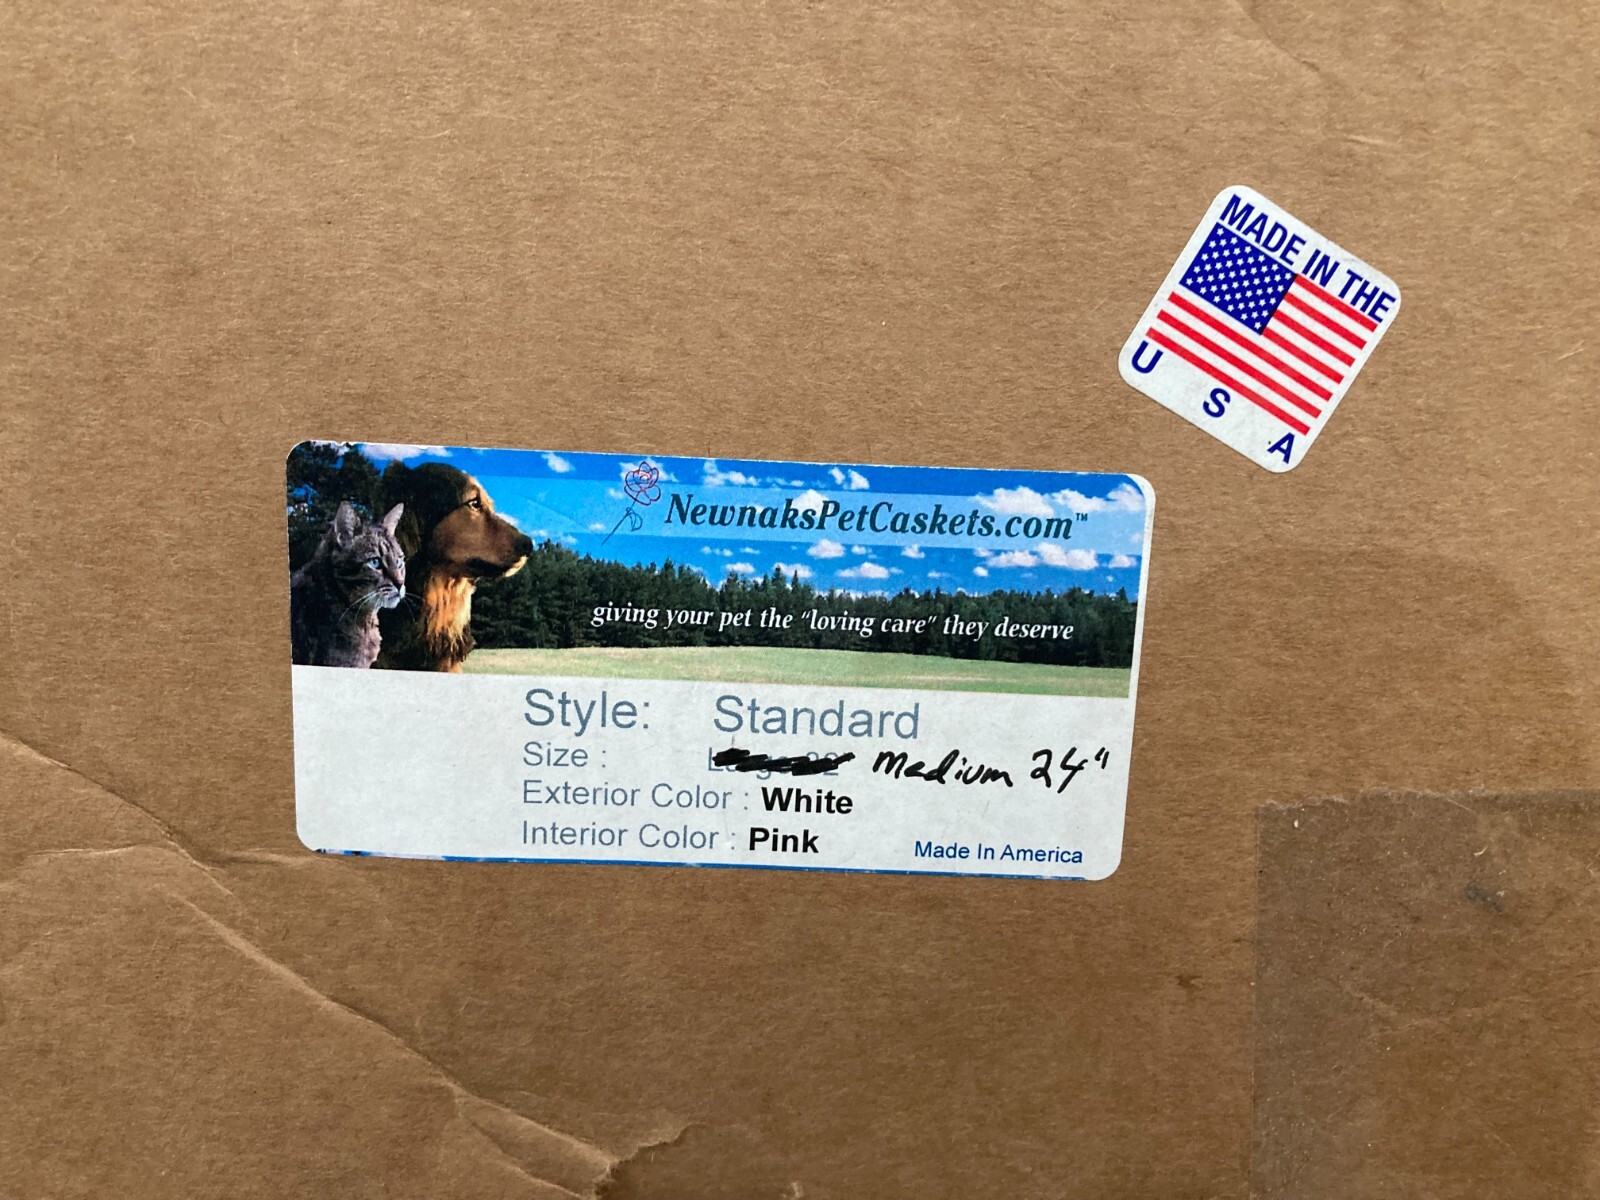 MADE IN THE
U S A
NewnaksPetCaskets.com™
giving your pet the "loving care" they deserve
Style: Standard
Size : Medium 24"
Exterior Color : White
Interior Color : Pink
Made In America